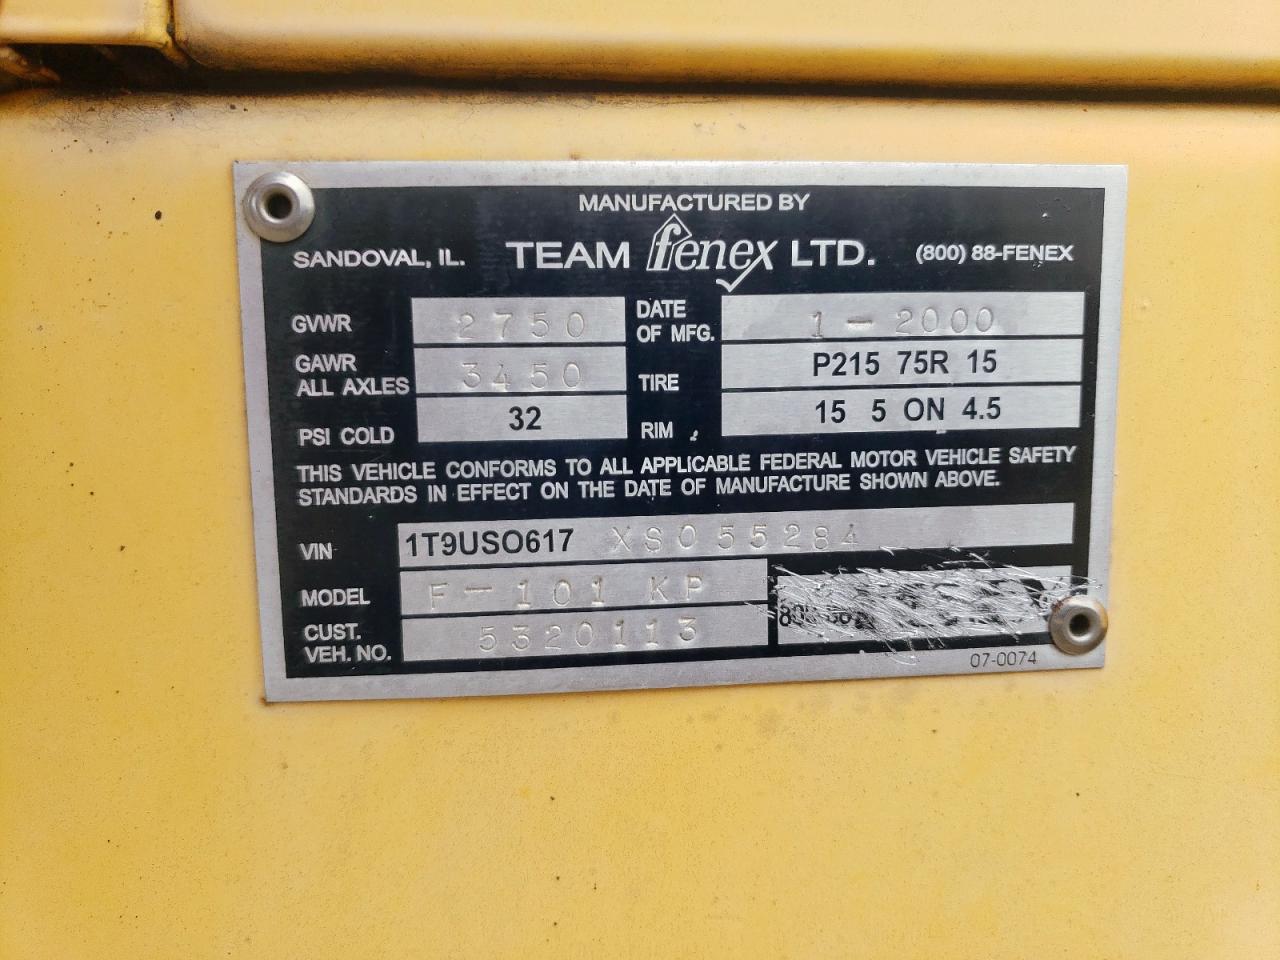 MANUFACTURED BY
SANDOVAL, IL. TEAM fenex LTD. (800) 88-FENEX
GVWR 2750 DATE OF MFG. 1-2000
GAWR ALL AXLES 3450 TIRE P215 75R 15
PSI COLD 32 RIM 15 5 ON 4.5
THIS VEHICLE CONFORMS TO ALL APPLICABLE FEDERAL MOTOR VEHICLE SAFETY
STANDARDS IN EFFECT ON THE DATE OF MANUFACTURE SHOWN ABOVE.
VIN 1T9USO617 XS055284
MODEL F-101 KP
CUST. VEH. NO. 5320113
07-0074